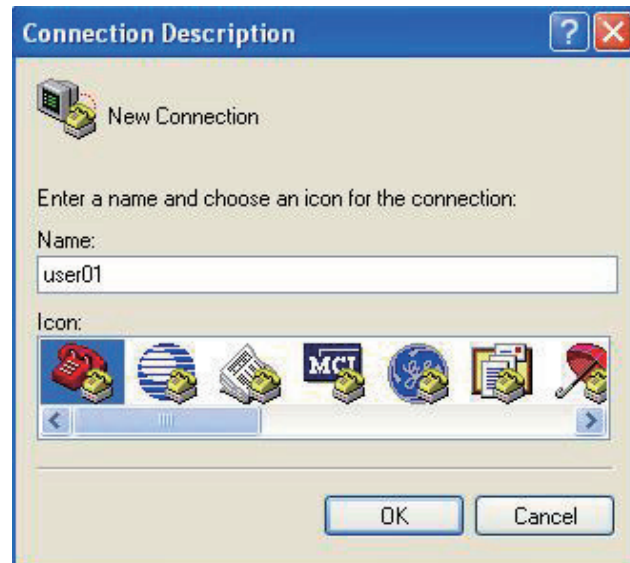 Connection Description
New Connection
Enter a name and choose an icon for the connection:
Name:
user01
Icon:
MCI
OK
Cancel